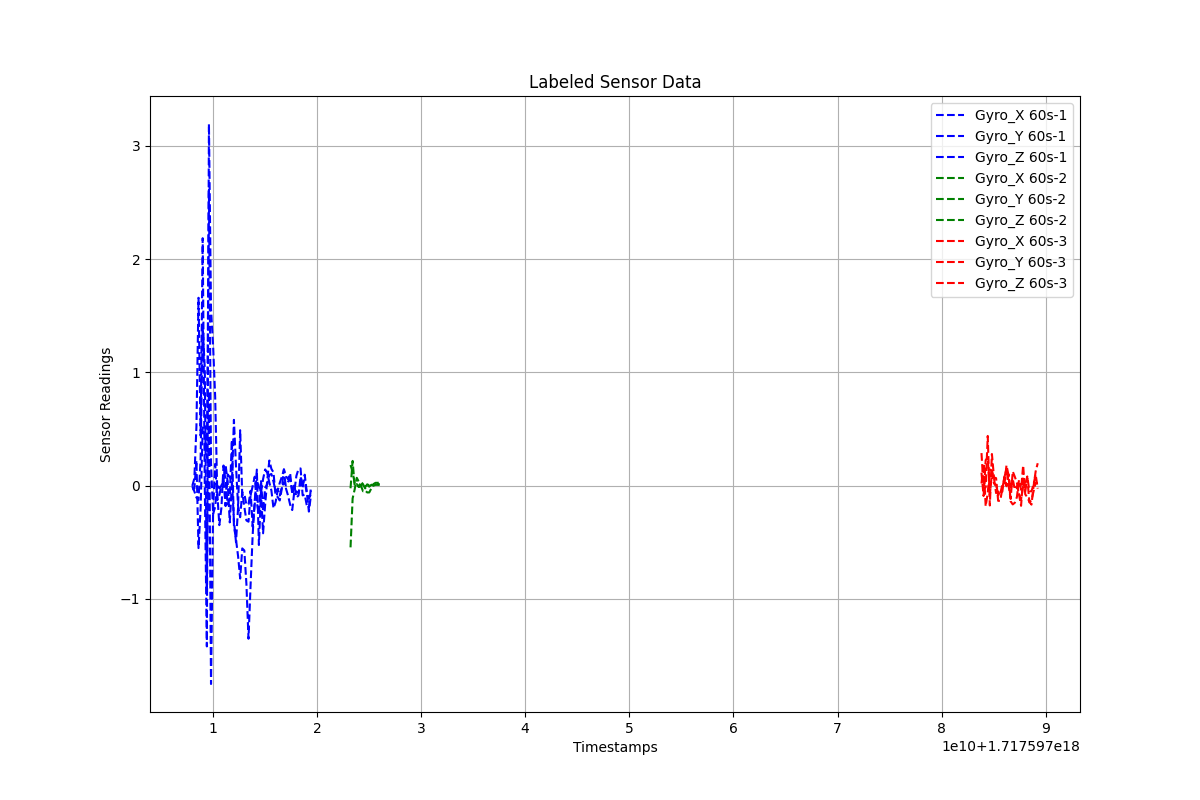 Labeled Sensor Data
Gyro_X 60s-1
Gyro_Y 60s-1
Gyro_Z 60s-1
Gyro_X 60s-2
Gyro_Y 60s-2
Gyro_Z 60s-2
Gyro_X 60s-3
Gyro_Y 60s-3
Gyro_Z 60s-3
3
2
1
0
−1
Sensor Readings
1 2 3 4 5 6 7 8 9
Timestamps
1e10+1.717597e18